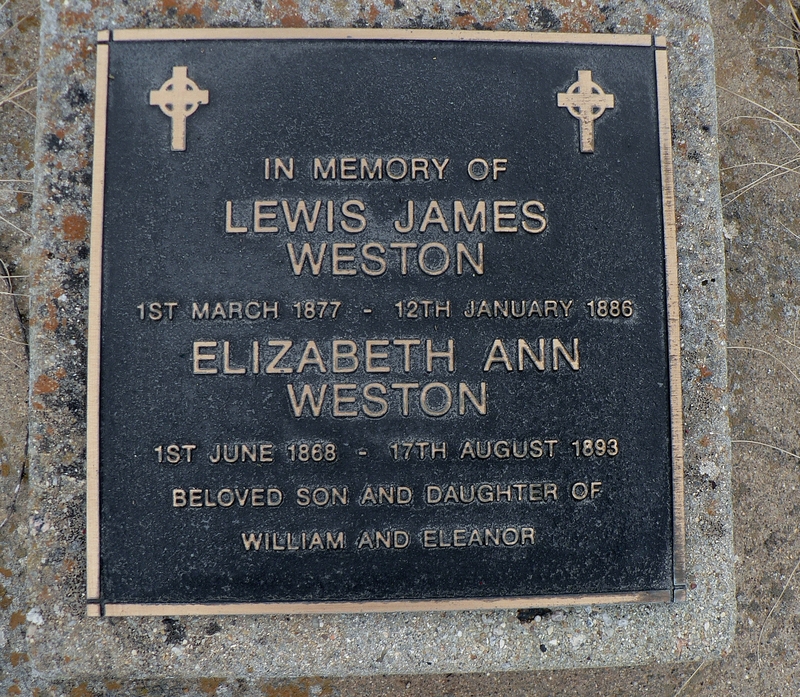 IN MEMORY OF
LEWIS JAMES
WESTON
1ST MARCH 1877 - 12TH JANUARY 1886
ELIZABETH ANN
WESTON
1ST JUNE 1868 - 17TH AUGUST 1893
BELOVED SON AND DAUGHTER OF
WILLIAM AND ELEANOR